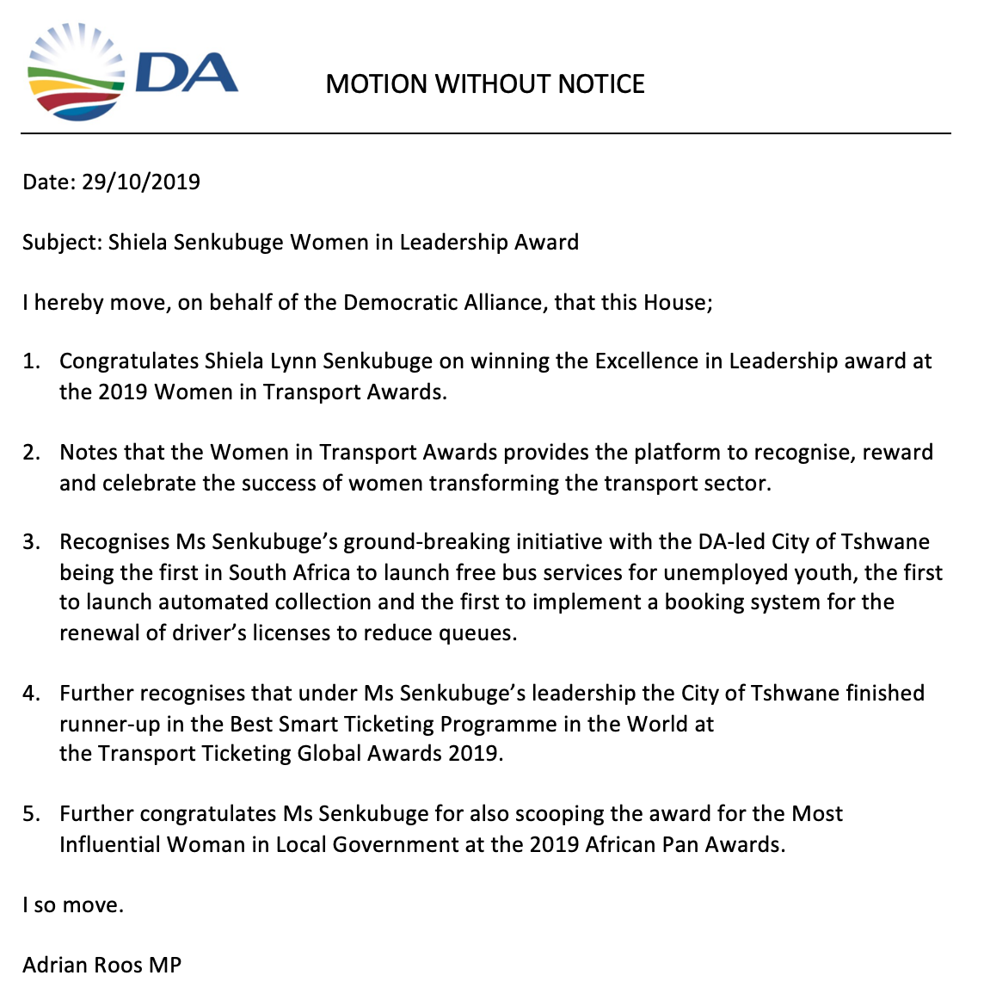 DA
MOTION WITHOUT NOTICE
Date: 29/10/2019
Subject: Shiela Senkubuge Women in Leadership Award
I hereby move, on behalf of the Democratic Alliance, that this House;
1. Congratulates Shiela Lynn Senkubuge on winning the Excellence in Leadership award at
the 2019 Women in Transport Awards.
2. Notes that the Women in Transport Awards provides the platform to recognise, reward
and celebrate the success of women transforming the transport sector.
3. Recognises Ms Senkubuge’s ground-breaking initiative with the DA-led City of Tshwane
being the first in South Africa to launch free bus services for unemployed youth, the first
to launch automated collection and the first to implement a booking system for the
renewal of driver’s licenses to reduce queues.
4. Further recognises that under Ms Senkubuge’s leadership the City of Tshwane finished
runner-up in the Best Smart Ticketing Programme in the World at
the Transport Ticketing Global Awards 2019.
5. Further congratulates Ms Senkubuge for also scooping the award for the Most
Influential Woman in Local Government at the 2019 African Pan Awards.
I so move.
Adrian Roos MP